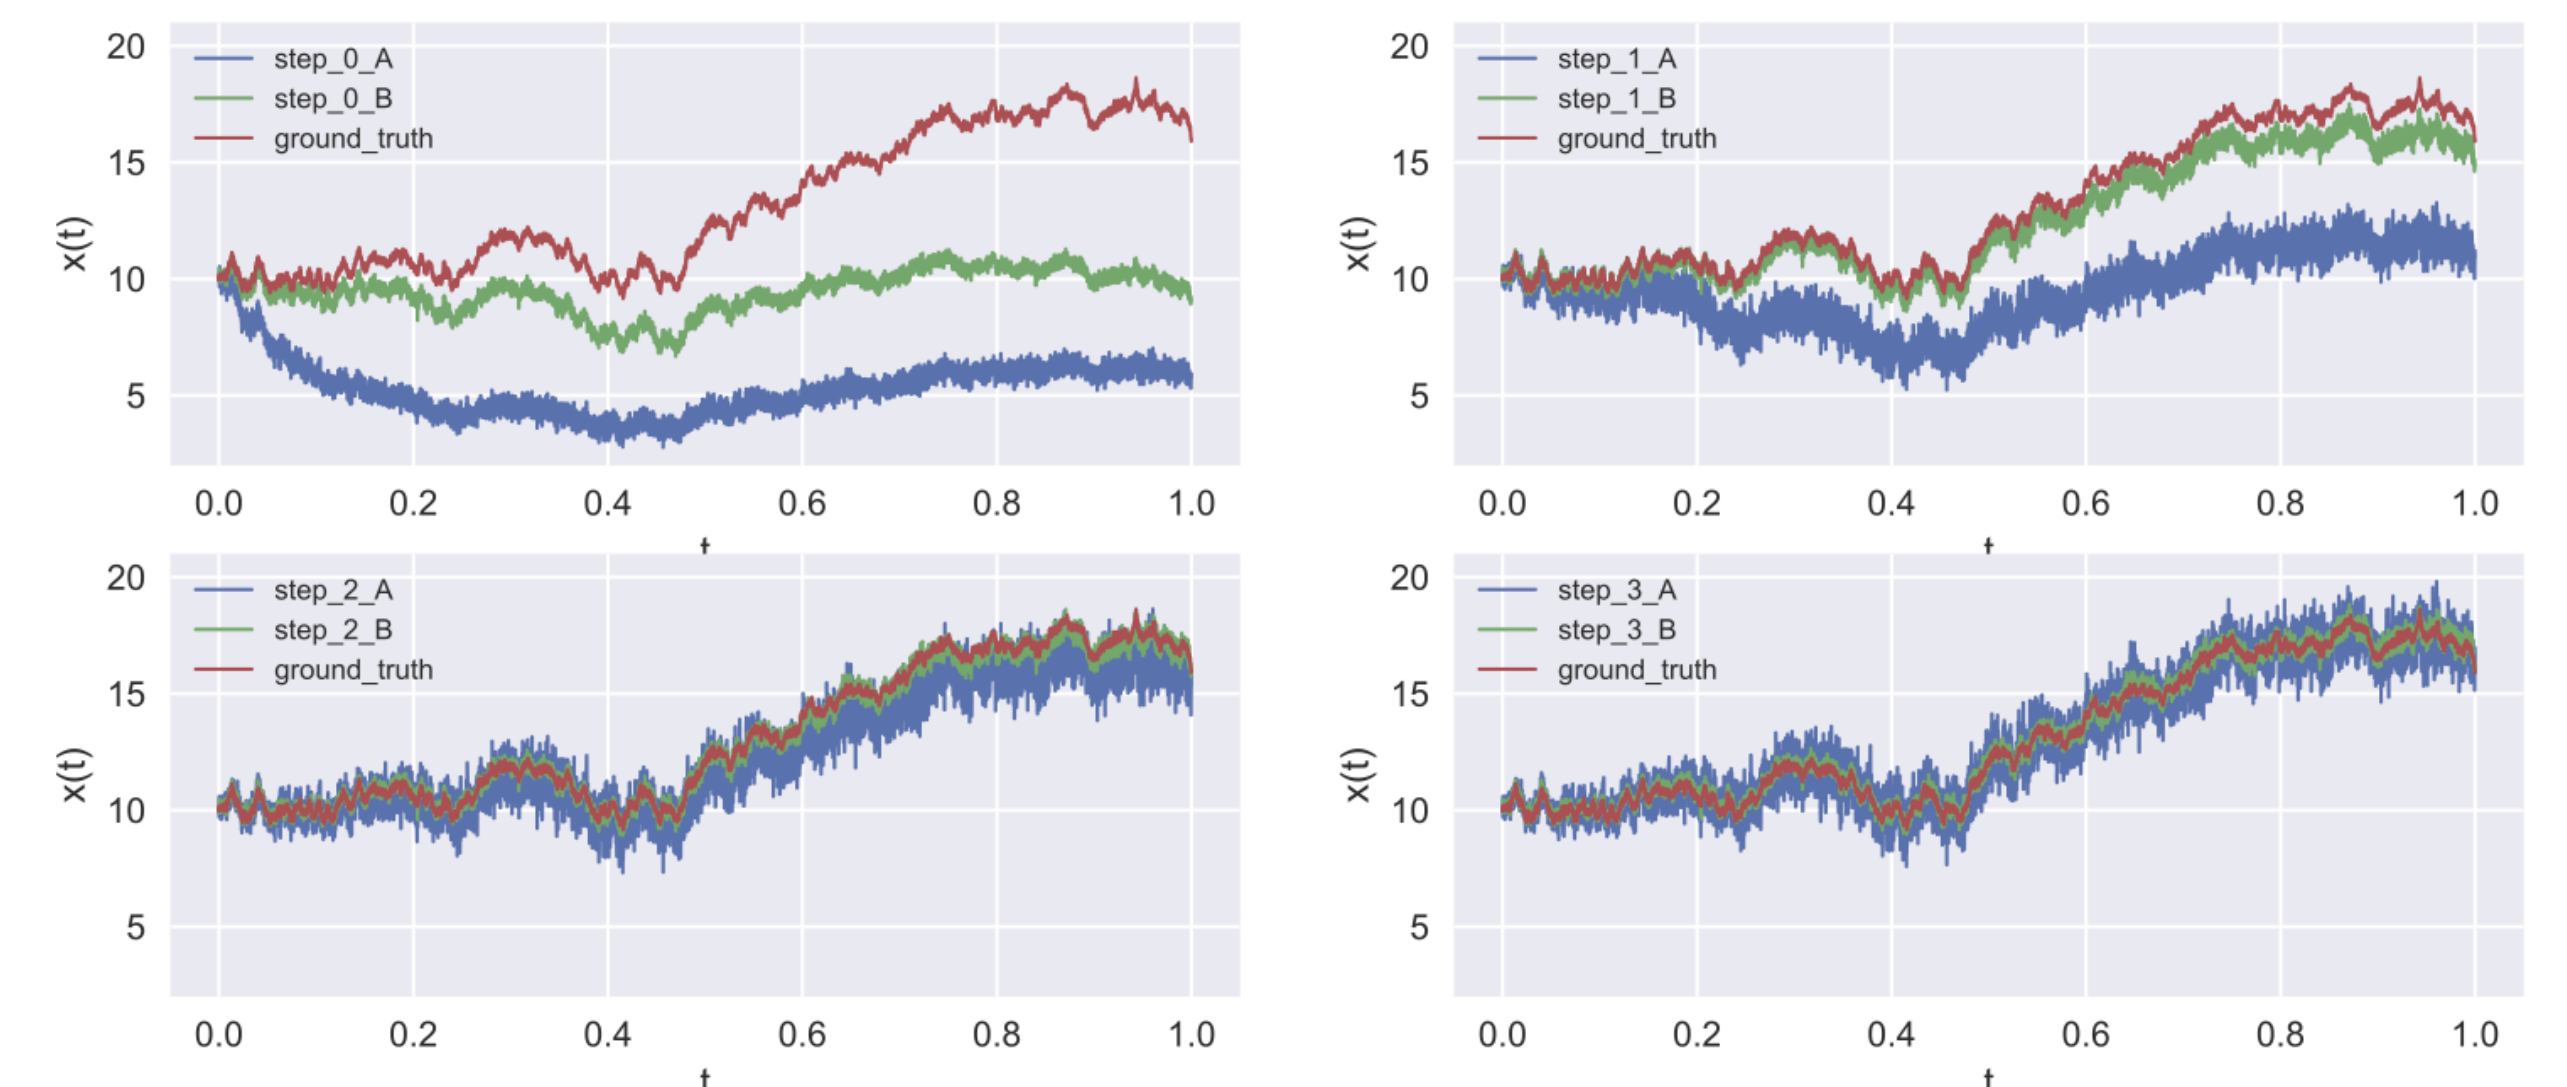 20
15
10
5
x(t)
step_0_A
step_0_B
ground_truth
0.0 0.2 0.4 0.6 0.8 1.0
t
20
15
10
5
x(t)
step_1_A
step_1_B
ground_truth
0.0 0.2 0.4 0.6 0.8 1.0
t
20
15
10
5
x(t)
step_2_A
step_2_B
ground_truth
0.0 0.2 0.4 0.6 0.8 1.0
t
20
15
10
5
x(t)
step_3_A
step_3_B
ground_truth
0.0 0.2 0.4 0.6 0.8 1.0
t